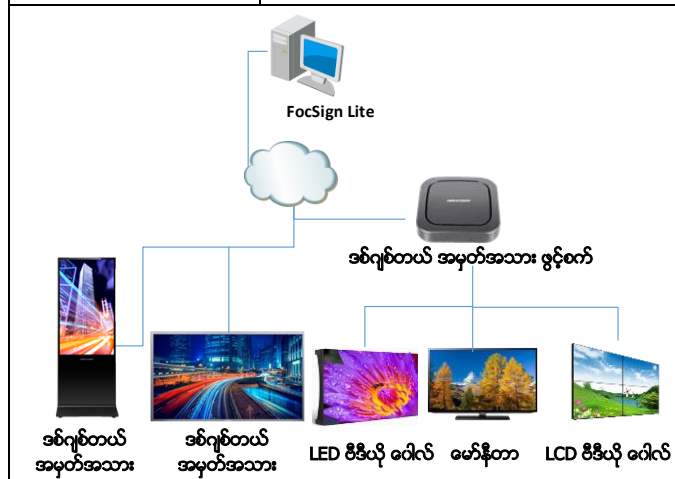 FocSign Lite
HIKVISION
ဒစ်ဂျစ်တယ် အမှတ်အသား ဖွင့်စက်
ဒစ်ဂျစ်တယ်
အမှတ်အသား
ဒစ်ဂျစ်တယ်
အမှတ်အသား
LED ဗီဒီယို ဝေါလ်
မော်နီတာ
LCD ဗီဒီယို ဝေါလ်